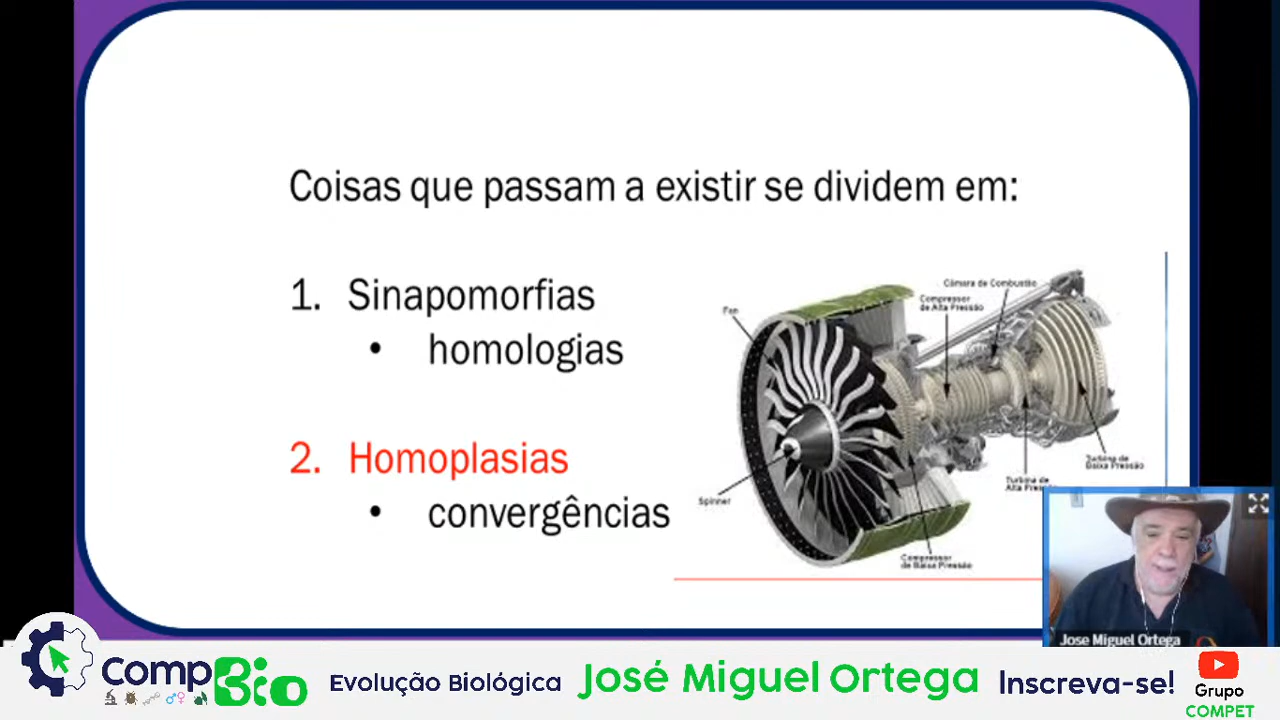 Coisas que passam a existir se dividem em:
1. Sinapomorfias
• homologias
2. Homoplasias
• convergências
Câmara de Combustão
Compressor
de Alta Pressão
Fan
Turbina de
Baixa Pressão
Turbina de
Alta Pres
Spinner
Compressor
de Baixa Pressão
Jose Miguel Ortega
Comp Bio
Evolução Biológica
José Miguel Ortega
Inscreva-se!
Grupo
COMPET